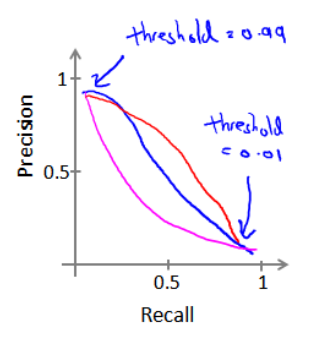 threshold = 0.99
1
Precision
threshold
= 0.01
0.5
0.5
1
Recall